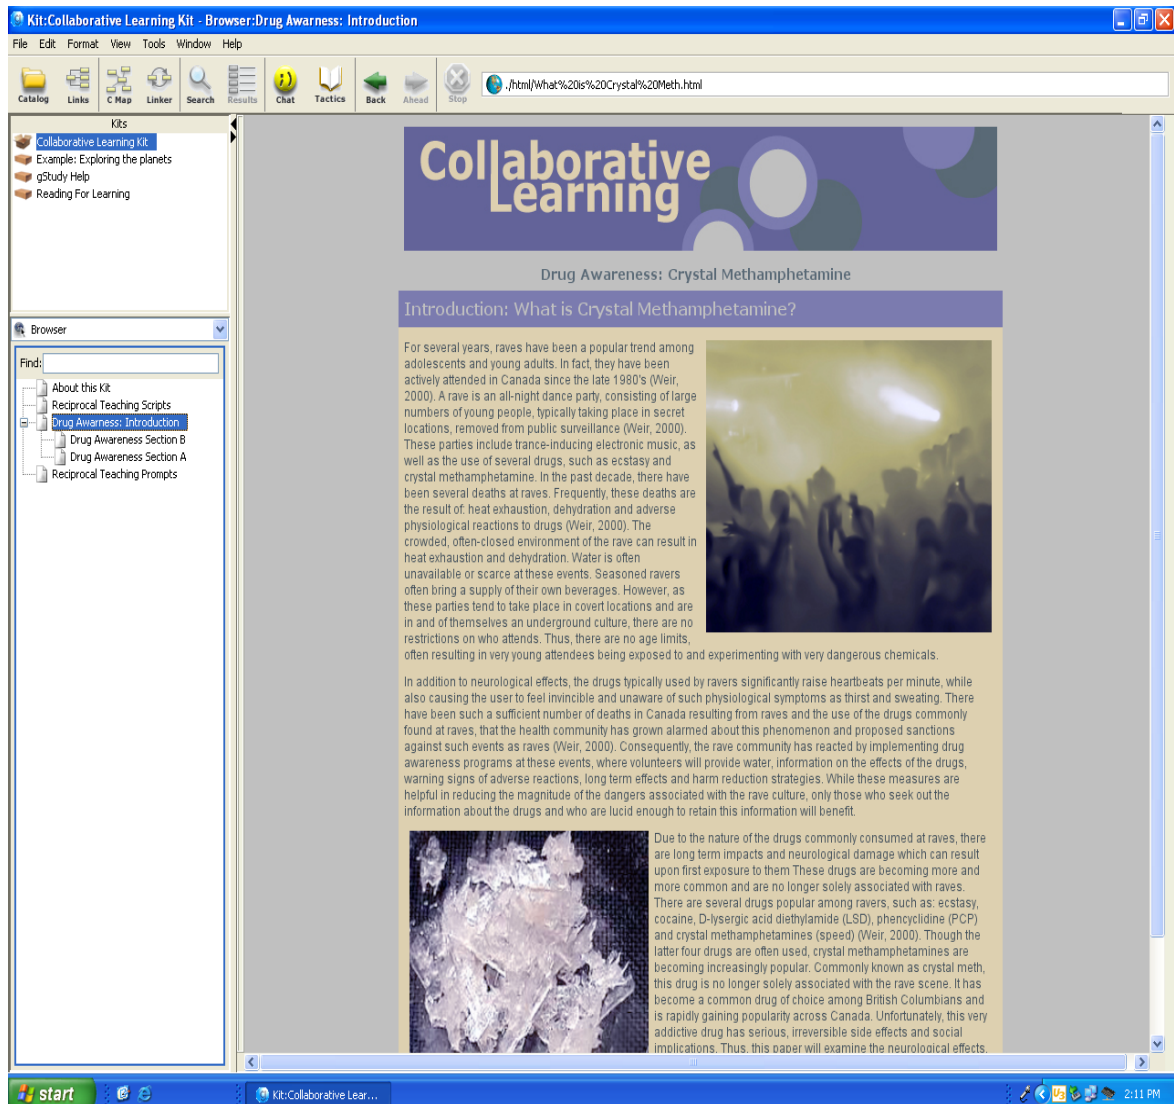 Kit:Collaborative Learning Kit - Browser:Drug Awarness: Introduction
File Edit Format View Tools Window Help
Catalog Links C Map Linker Search Results Chat Tactics Back Ahead Stop
./html/What%20is%20Crystal%20Meth.html
Kits
Collaborative Learning Kit
Example: Exploring the planets
gStudy Help
Reading For Learning
Browser
Find:
About this Kit
Reciprocal Teaching Scripts
Drug Awarness: Introduction
Drug Awareness Section B
Drug Awareness Section A
Reciprocal Teaching Prompts
Collaborative
Learning
Drug Awareness: Crystal Methamphetamine
Introduction: What is Crystal Methamphetamine?
For several years, raves have been a popular trend among
adolescents and young adults. In fact, they have been
actively attended in Canada since the late 1980's (Weir,
2000). A rave is an all-night dance party, consisting of large
numbers of young people, typically taking place in secret
locations, removed from public surveillance (Weir, 2000).
These parties include trance-inducing electronic music, as
well as the use of several drugs, such as ecstasy and
crystal methamphetamine. In the past decade, there have
been several deaths at raves. Frequently, these deaths are
the result of: heat exhaustion, dehydration and adverse
physiological reactions to drugs (Weir, 2000). The
crowded, often-closed environment of the rave can result in
heat exhaustion and dehydration. Water is often
unavailable or scarce at these events. Seasoned ravers
often bring a supply of their own beverages. However, as
these parties tend to take place in covert locations and are
in and of themselves an underground culture, there are no
restrictions on who attends. Thus, there are no age limits,
often resulting in very young attendees being exposed to and experimenting with very dangerous chemicals.
In addition to neurological effects, the drugs typically used by ravers significantly raise heartbeats per minute, while
also causing the user to feel invincible and unaware of such physiological symptoms as thirst and sweating. There
have been such a sufficient number of deaths in Canada resulting from raves and the use of the drugs commonly
found at raves, that the health community has grown alarmed about this phenomenon and proposed sanctions
against such events as raves (Weir, 2000). Consequently, the rave community has reacted by implementing drug
awareness programs at these events, where volunteers will provide water, information on the effects of the drugs,
warning signs of adverse reactions, long term effects and harm reduction strategies. While these measures are
helpful in reducing the magnitude of the dangers associated with the rave culture, only those who seek out the
information about the drugs and who are lucid enough to retain this information will benefit.
Due to the nature of the drugs commonly consumed at raves, there
are long term impacts and neurological damage which can result
upon first exposure to them These drugs are becoming more and
more common and are no longer solely associated with raves.
There are several drugs popular among ravers, such as: ecstasy,
cocaine, D-lysergic acid diethylamide (LSD), phencyclidine (PCP)
and crystal methamphetamines (speed) (Weir, 2000). Though the
latter four drugs are often used, crystal methamphetamines are
becoming increasingly popular. Commonly known as crystal meth,
this drug is no longer solely associated with the rave scene. It has
become a common drug of choice among British Columbians and
is rapidly gaining popularity across Canada. Unfortunately, this very
addictive drug has serious, irreversible side effects and social
implications. Thus, this paper will examine the neurological effects,
start
Kit:Collaborative Lear...
2:11 PM